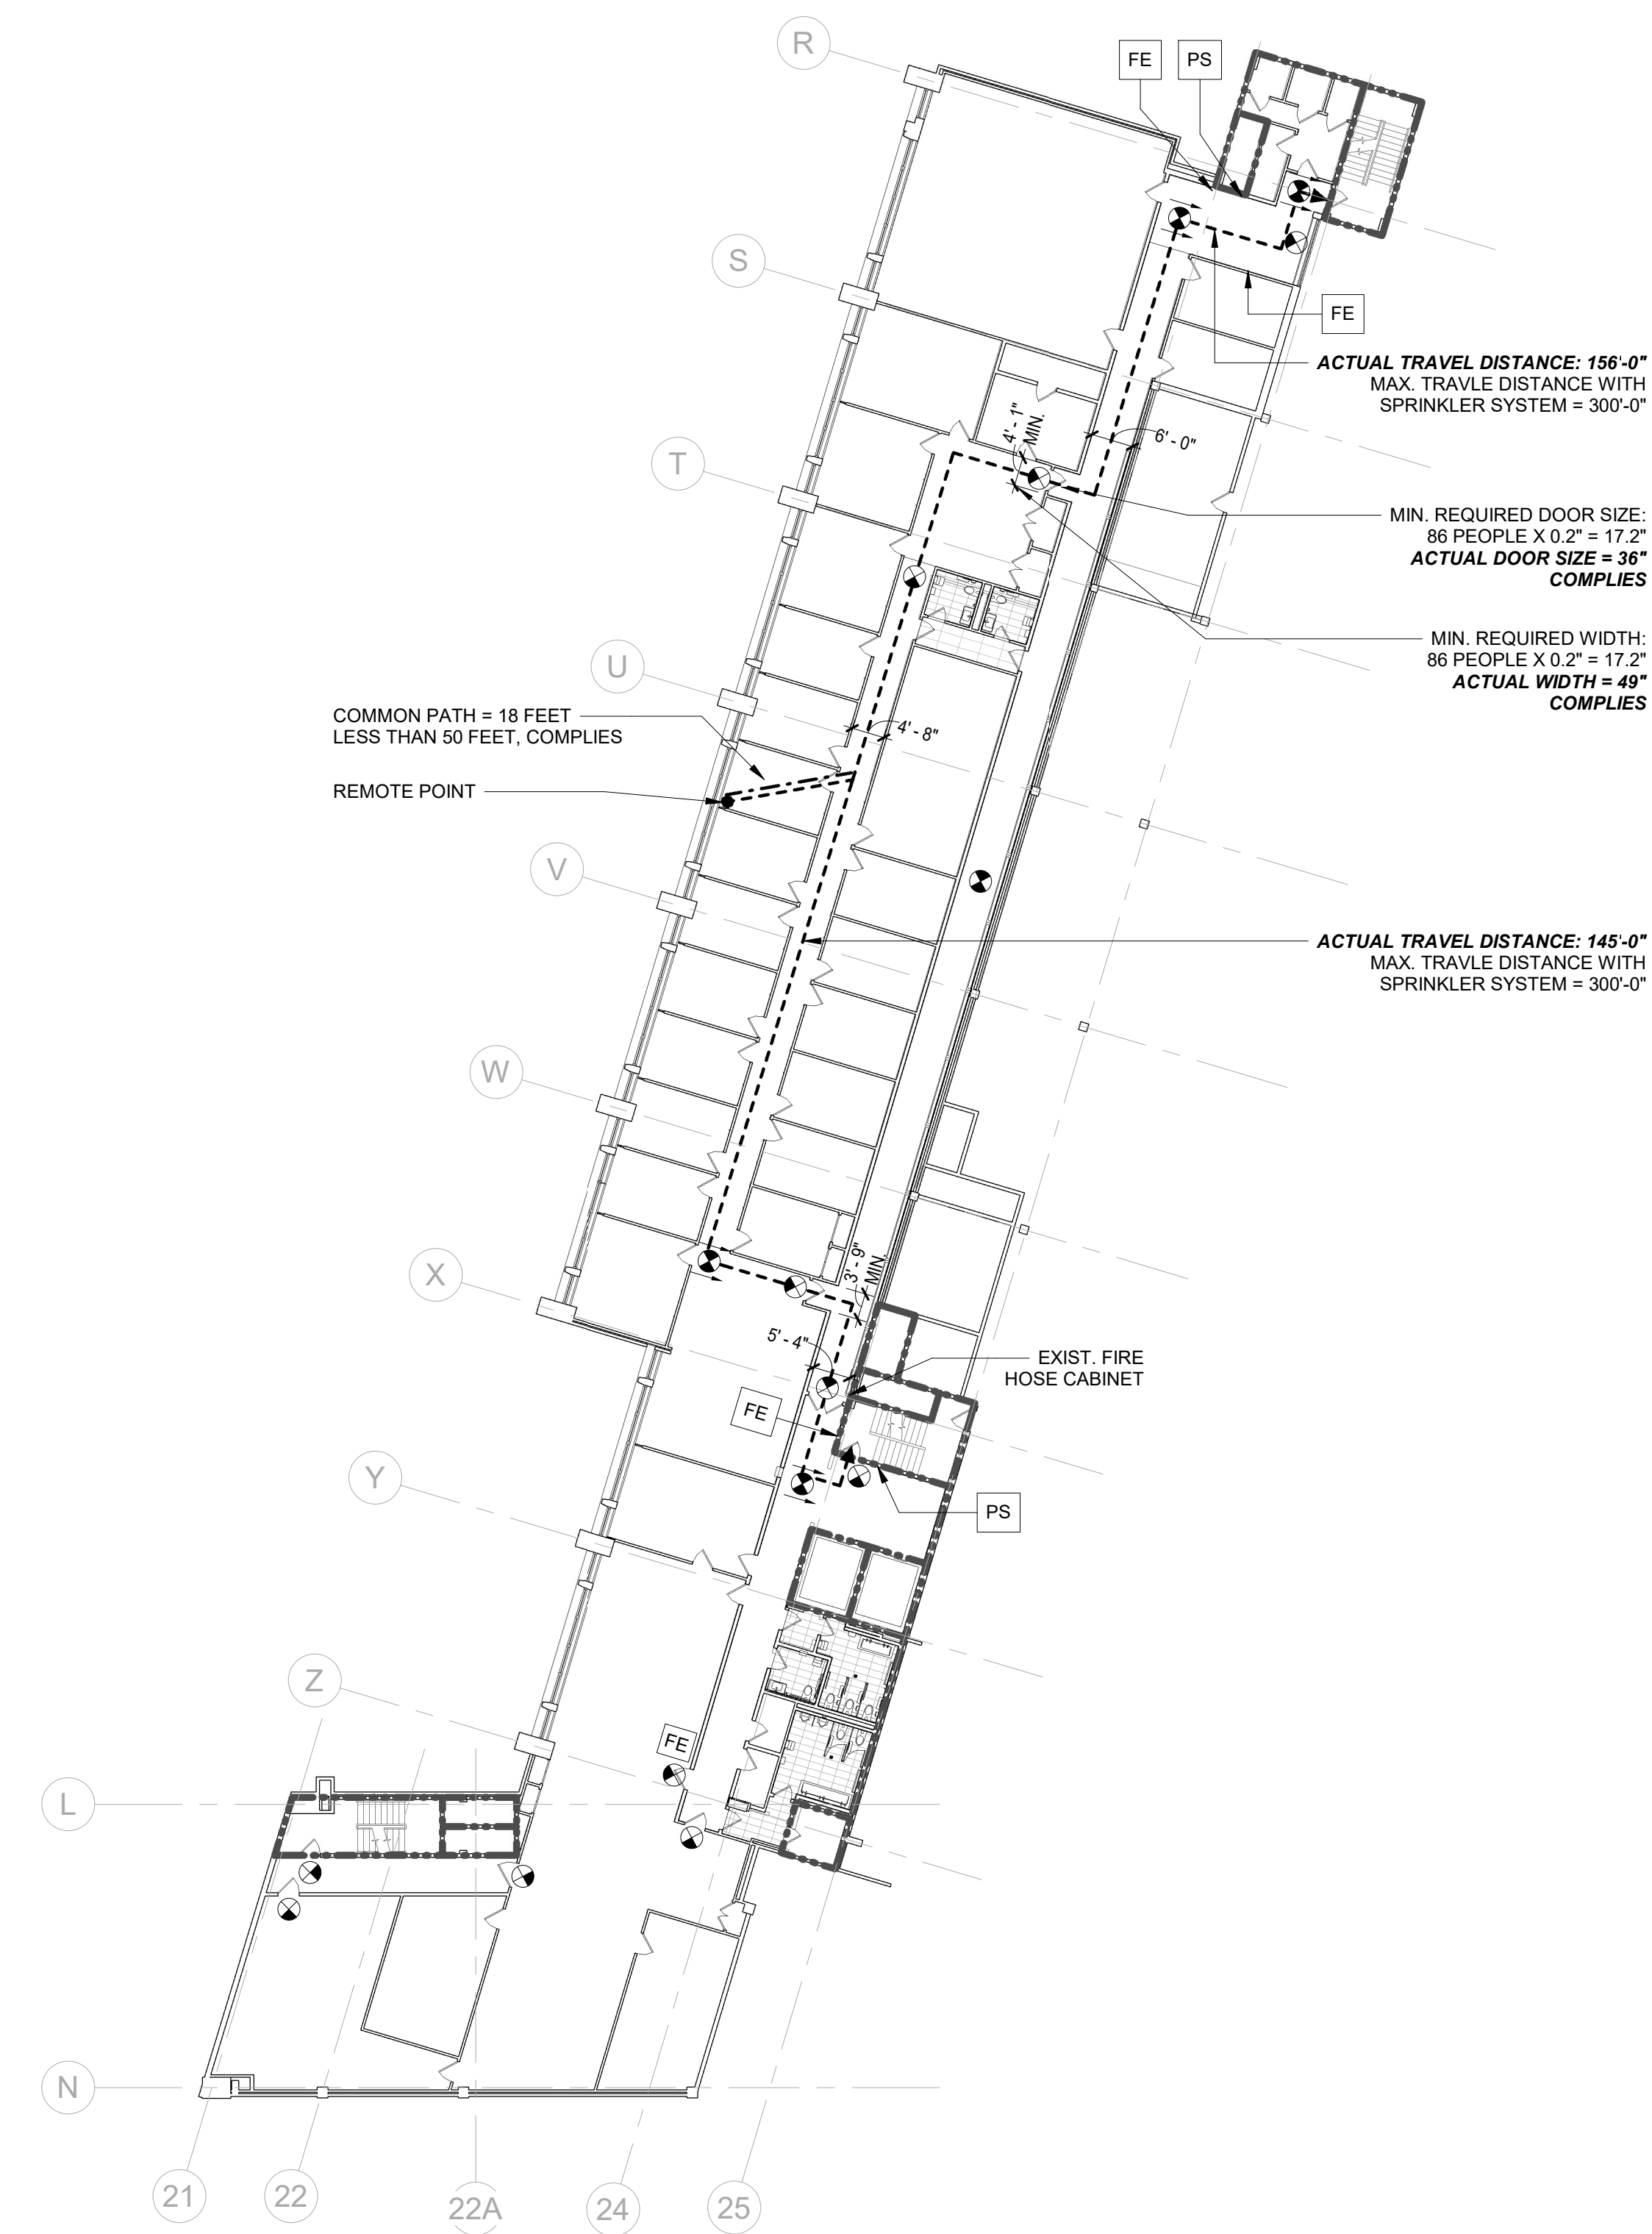 R
FE
PS
S
FE
ACTUAL TRAVEL DISTANCE: 156'-0"
MAX. TRAVLE DISTANCE WITH
SPRINKLER SYSTEM = 300'-0"
4' - 1"
MIN.
6' - 0"
T
MIN. REQUIRED DOOR SIZE:
86 PEOPLE X 0.2" = 17.2"
ACTUAL DOOR SIZE = 36"
COMPLIES
MIN. REQUIRED WIDTH:
86 PEOPLE X 0.2" = 17.2"
ACTUAL WIDTH = 49"
COMPLIES
U
COMMON PATH = 18 FEET
LESS THAN 50 FEET, COMPLIES
4' - 8"
REMOTE POINT
V
ACTUAL TRAVEL DISTANCE: 145'-0"
MAX. TRAVLE DISTANCE WITH
SPRINKLER SYSTEM = 300'-0"
W
X
3' - 9"
MIN.
5' - 4"
EXIST. FIRE
HOSE CABINET
FE
Y
PS
Z
FE
L
N
21
22
22A
24
25